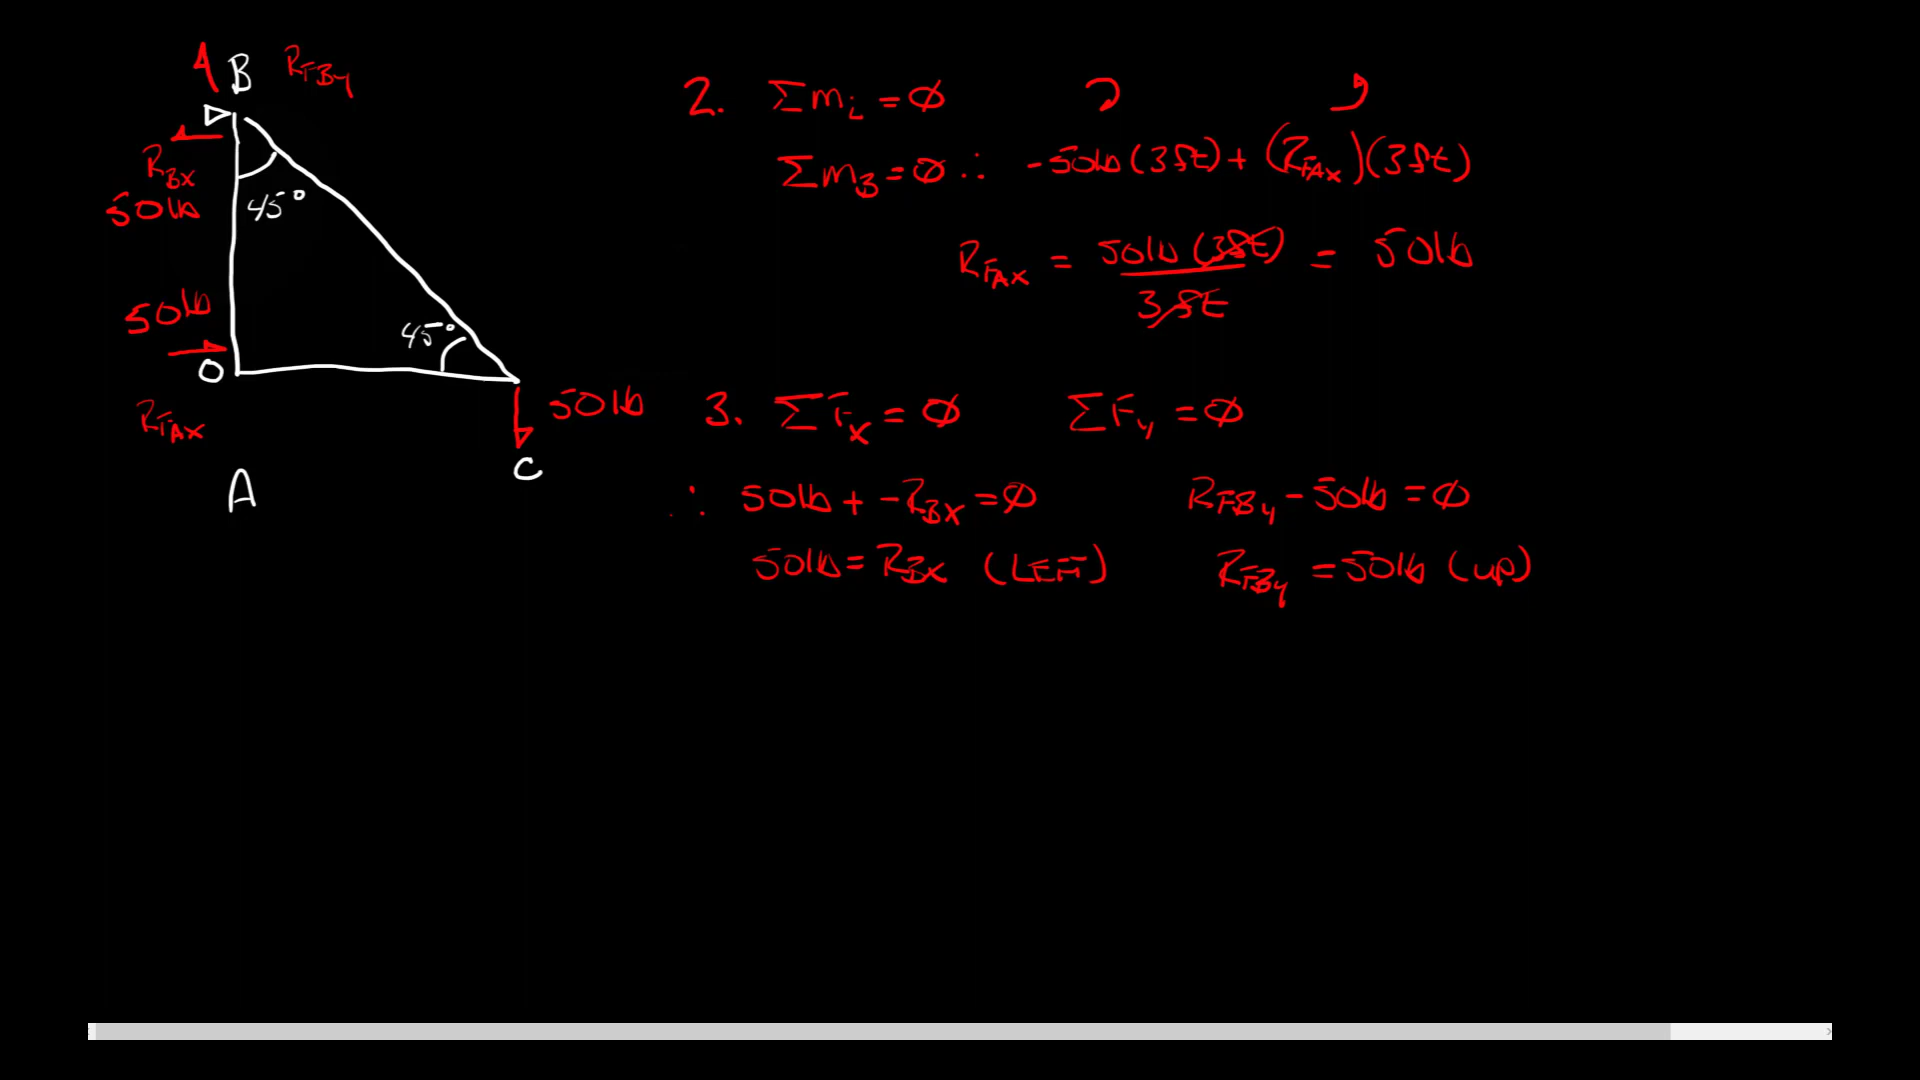 B R_FBy
R_Bx
50lb
45°
50lb
45°
R_FAx
50lb
C
A
2. ΣM_i = ∅
ΣM_B = ∅ ∴ -50lb(3ft) + (R_FAx)(3ft)
R_FAx = 50lb(3ft) = 50lb
3ft
3. ΣF_x = ∅ ΣF_y = ∅
∴ 50lb + -R_Bx = ∅ R_FBy - 50lb = ∅
50lb = R_Bx (LEFT) R_FBy = 50lb (up)